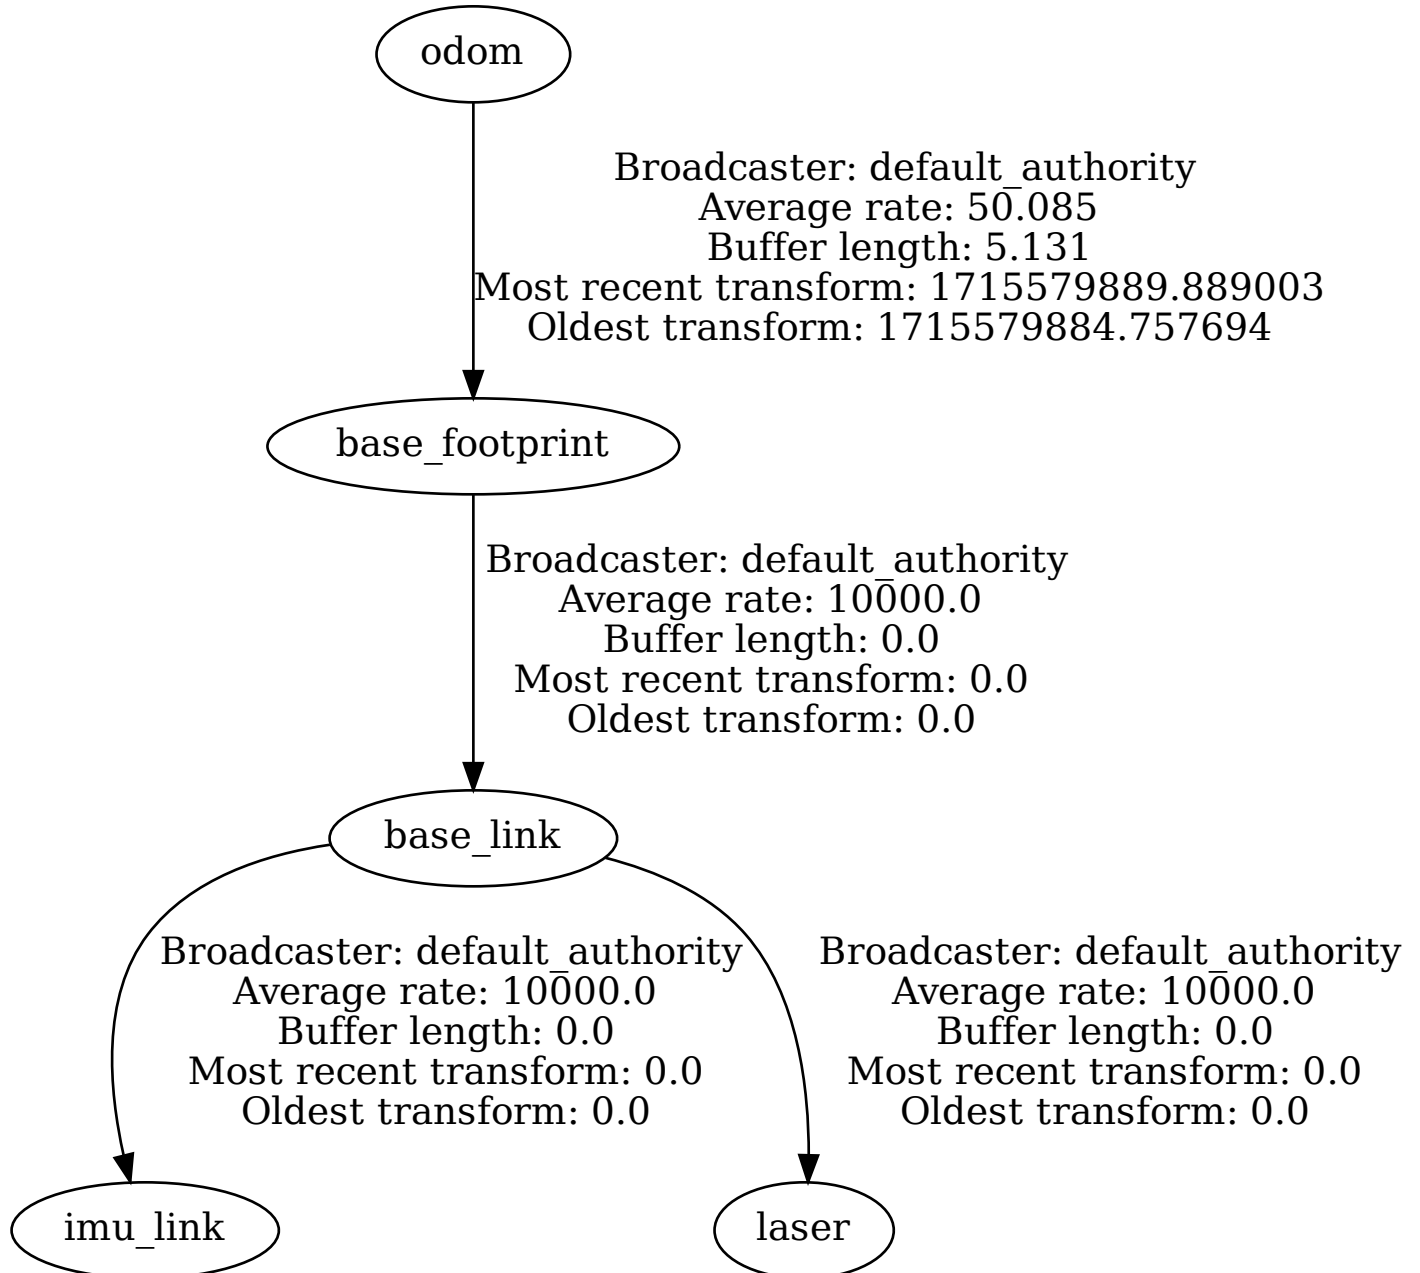 odom
Broadcaster: default_authority
Average rate: 50.085
Buffer length: 5.131
Most recent transform: 1715579889.889003
Oldest transform: 1715579884.757694
base_footprint
Broadcaster: default_authority
Average rate: 10000.0
Buffer length: 0.0
Most recent transform: 0.0
Oldest transform: 0.0
base_link
Broadcaster: default_authority
Average rate: 10000.0
Buffer length: 0.0
Most recent transform: 0.0
Oldest transform: 0.0
Broadcaster: default_authority
Average rate: 10000.0
Buffer length: 0.0
Most recent transform: 0.0
Oldest transform: 0.0
imu_link
laser